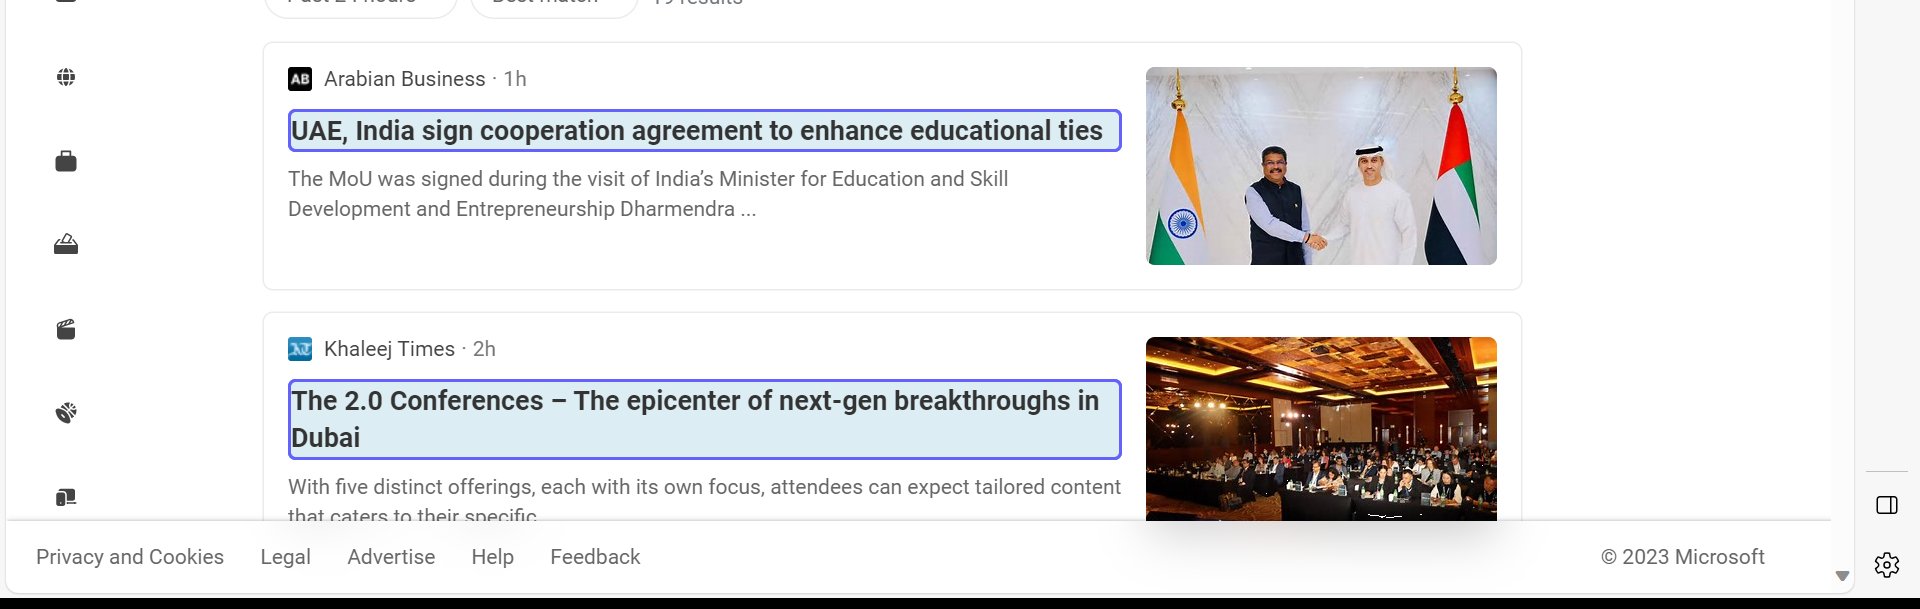 19 results
AB Arabian Business · 1h
UAE, India sign cooperation agreement to enhance educational ties
The MoU was signed during the visit of India’s Minister for Education and Skill
Development and Entrepreneurship Dharmendra ...
KT Khaleej Times · 2h
The 2.0 Conferences – The epicenter of next-gen breakthroughs in
Dubai
With five distinct offerings, each with its own focus, attendees can expect tailored content
that caters to their specific
Privacy and Cookies Legal Advertise Help Feedback © 2023 Microsoft